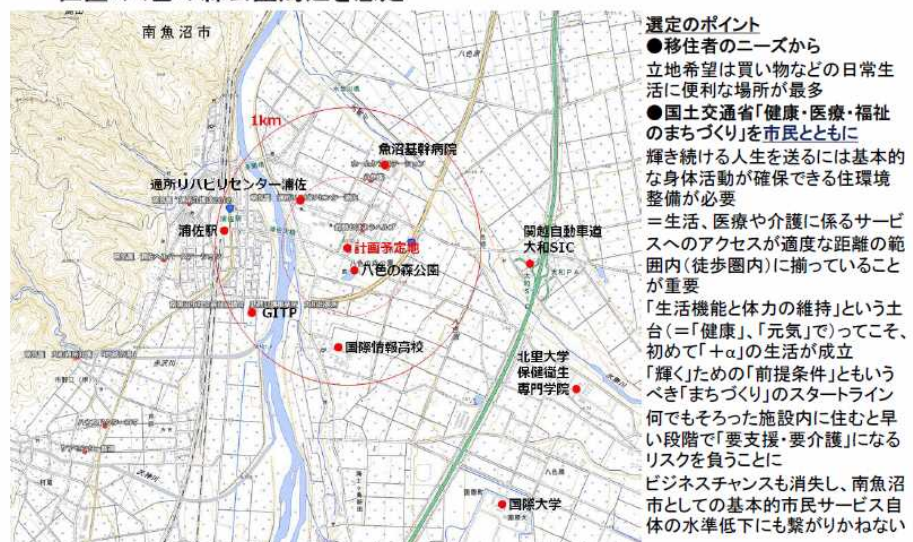 南魚沼市
1km
魚沼基幹病院
通所リハビリセンター浦佐
浦佐駅
計画予定地
八色の森公園
関越自動車道
大和SIC
GITP
国際情報高校
北里大学
保健衛生
専門学院
国際大学
選定のポイント
●移住者のニーズから
立地希望は買い物などの日常生
活に便利な場所が最多
●国土交通省「健康・医療・福祉
のまちづくり」を市民とともに
輝き続ける人生を送るには基本的
な身体活動が確保できる住環境
整備が必要
＝生活、医療や介護に係るサービ
スへのアクセスが適度な距離の範
囲内(徒歩圏内)に揃っていること
が重要
「生活機能と体力の維持」という土
台(＝「健康」、「元気」で)ってこそ、
初めて「＋α」の生活が成立
「輝く」ための「前提条件」ともいう
べき「まちづくり」のスタートライン
何でもそろった施設内に住むと早
い段階で「要支援・要介護」になる
リスクを負うことに
ビジネスチャンスも消失し、南魚沼
市としての基本的市民サービス自
体の水準低下にも繋がりかねない